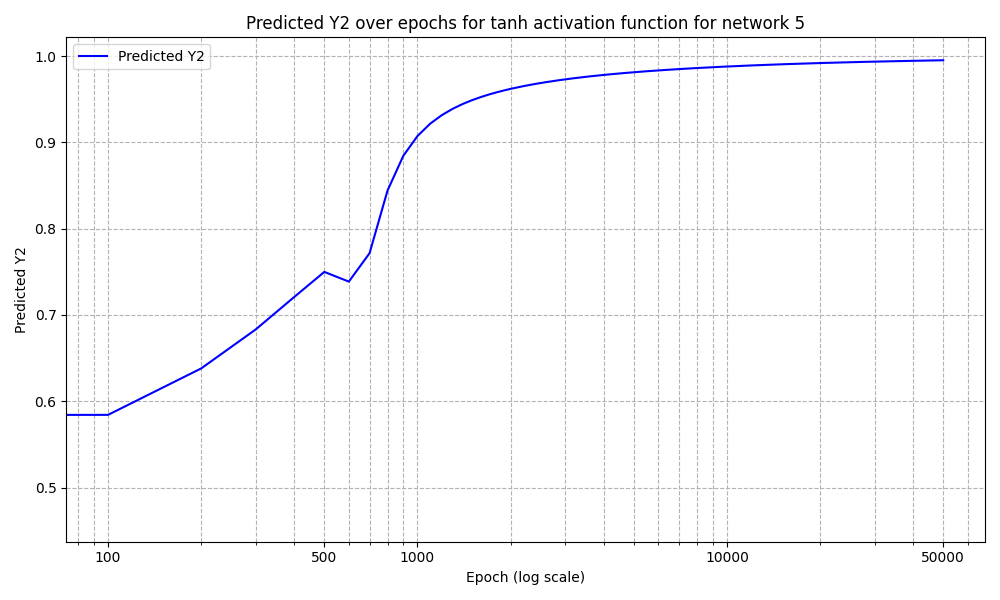 Predicted Y2 over epochs for tanh activation function for network 5
Predicted Y2
1.0
0.9
0.8
0.7
0.6
0.5
Predicted Y2
100
500
1000
10000
50000
Epoch (log scale)